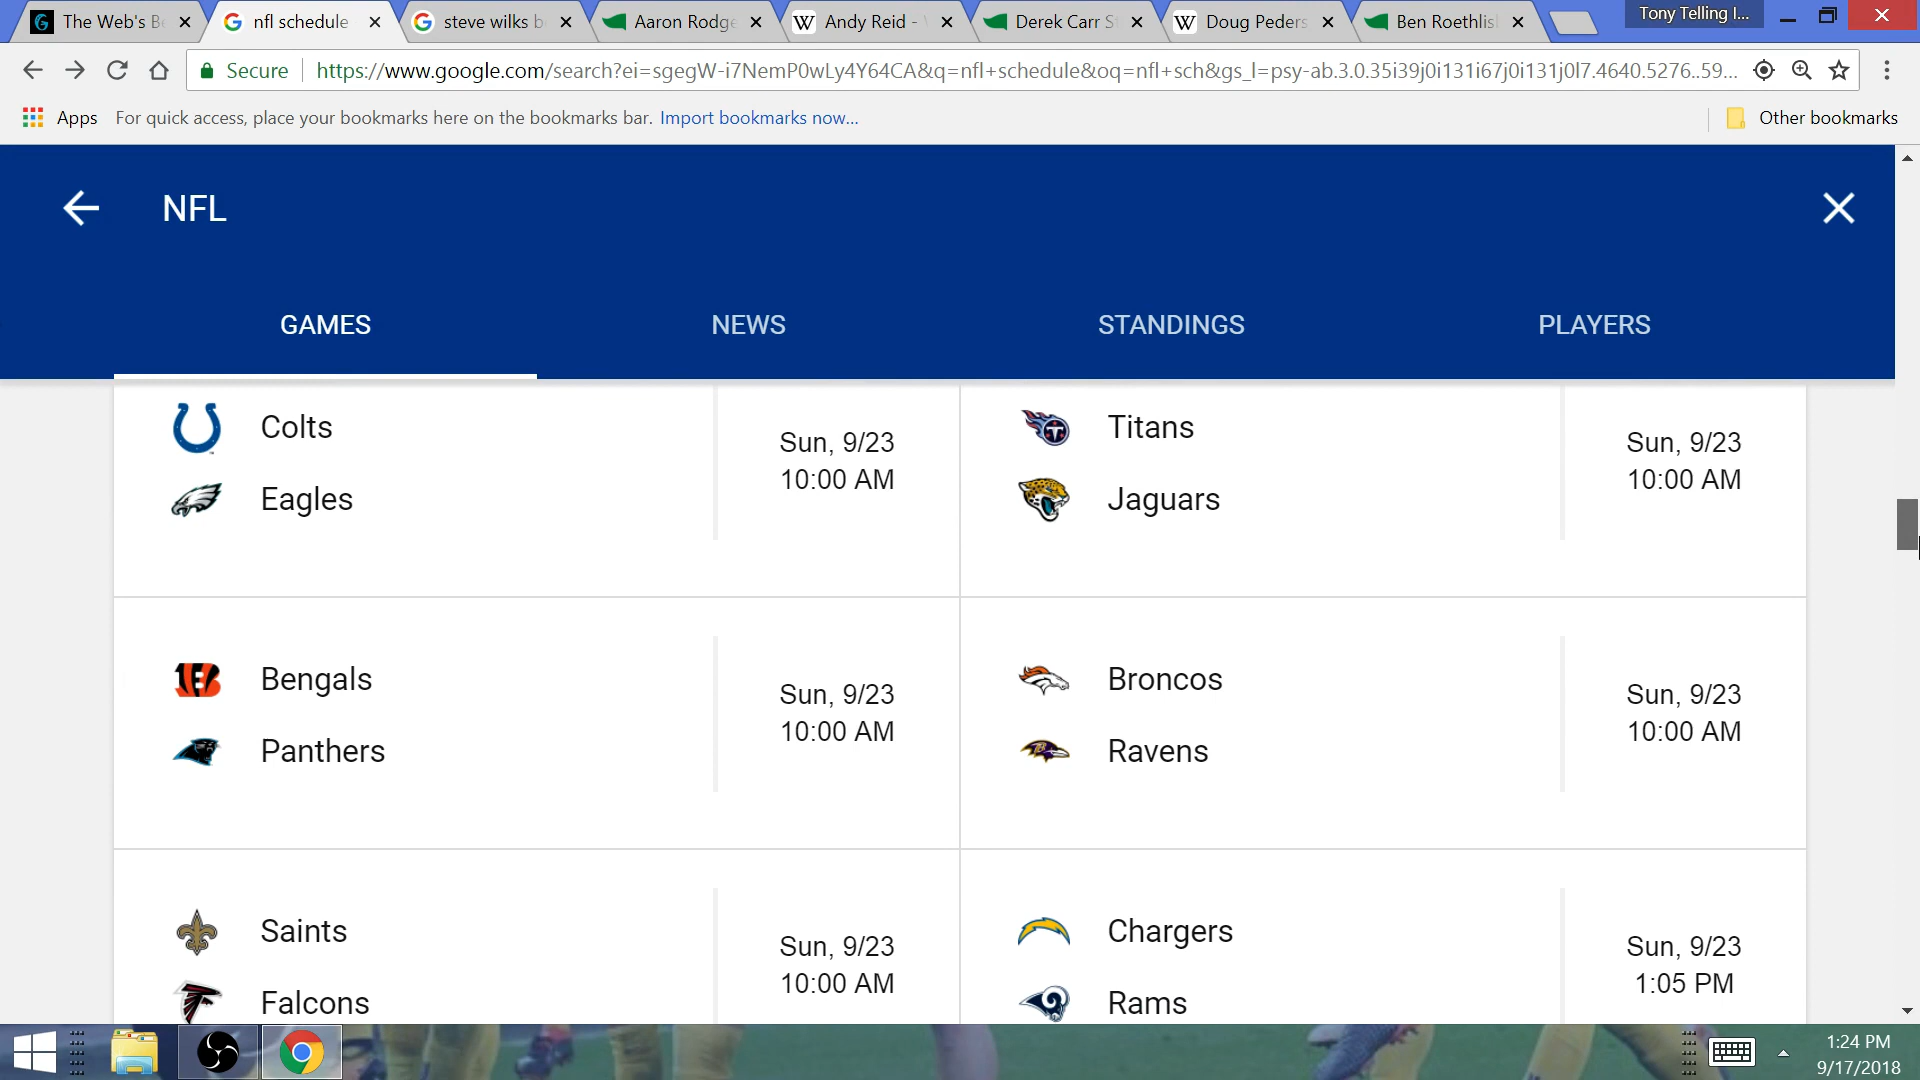 The Web's B
nfl schedule
steve wilks b
Aaron Rodge
Andy Reid -
Derek Carr S
Doug Peders
Ben Roethlis
Tony Telling I...
Secure
https://www.google.com/search?ei=sgegW-i7NemP0wLy4Y64CA&q=nfl+schedule&oq=nfl+sch&gs_l=psy-ab.3.0.35i39j0i131i67j0i131j0l7.4640.5276..59...
Apps
For quick access, place your bookmarks here on the bookmarks bar. Import bookmarks now...
Other bookmarks
NFL
GAMES
NEWS
STANDINGS
PLAYERS
Colts
Eagles
Sun, 9/23
10:00 AM
Titans
Jaguars
Sun, 9/23
10:00 AM
Bengals
Panthers
Sun, 9/23
10:00 AM
Broncos
Ravens
Sun, 9/23
10:00 AM
Saints
Falcons
Sun, 9/23
10:00 AM
Chargers
Rams
Sun, 9/23
1:05 PM
1:24 PM
9/17/2018